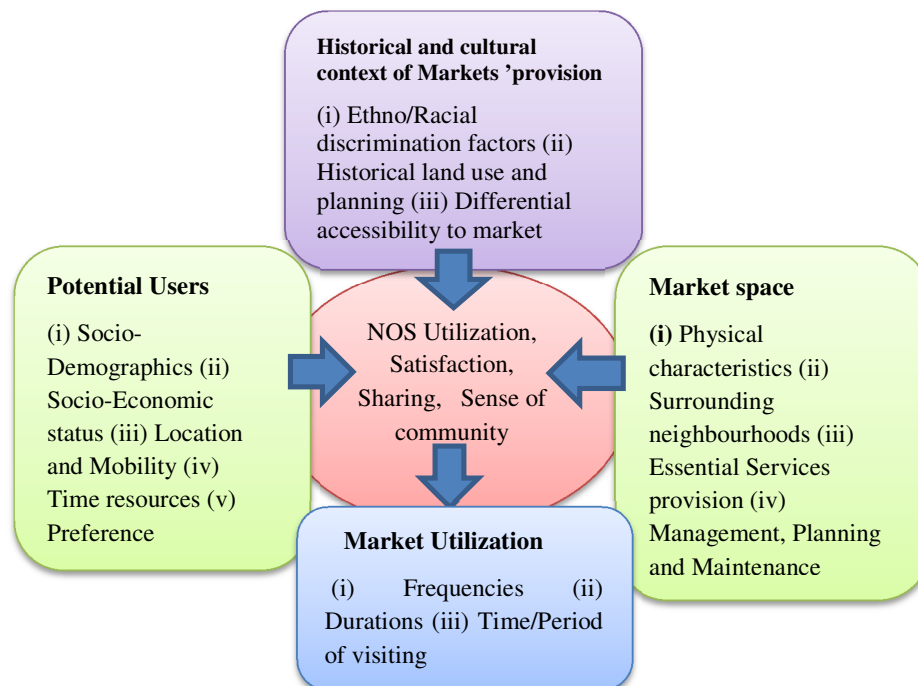 Historical and cultural
context of Markets ’provision
(i) Ethno/Racial
discrimination factors (ii)
Historical land use and
planning (iii) Differential
accessibility to market
Potential Users
(i) Socio-
Demographics (ii)
Socio-Economic
status (iii) Location
and Mobility (iv)
Time resources (v)
Preference
NOS Utilization,
Satisfaction,
Sharing, Sense of
community
Market space
(i) Physical
characteristics (ii)
Surrounding
neighbourhoods (iii)
Essential Services
provision (iv)
Management, Planning
and Maintenance
Market Utilization
(i) Frequencies (ii)
Durations (iii) Time/Period
of visiting